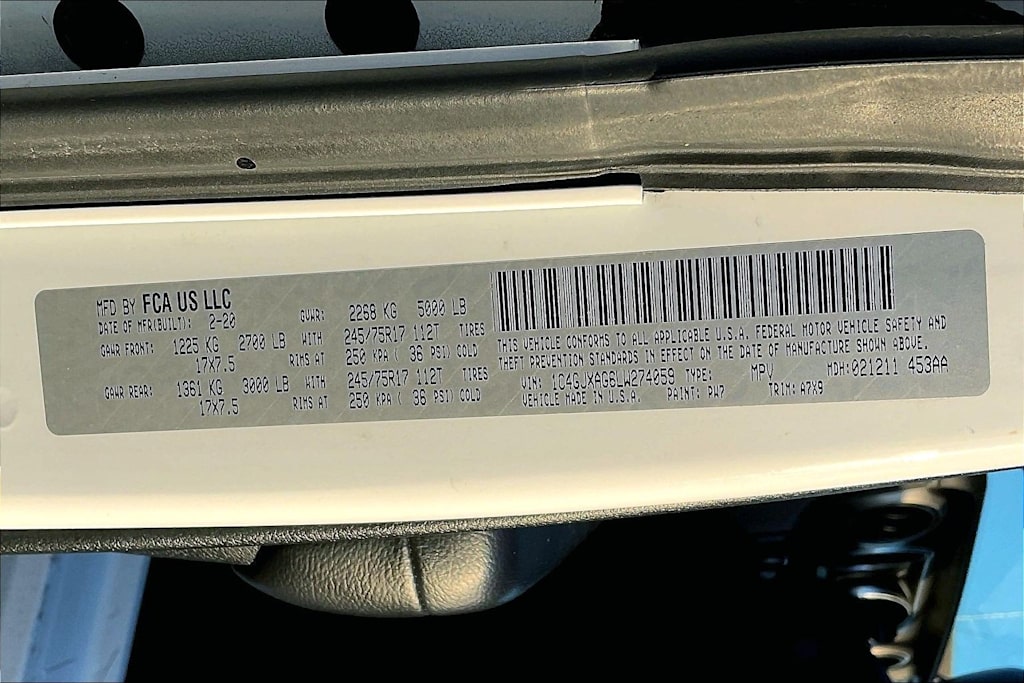 MFD BY FCA US LLC
DATE OF MFR(BUILT): 2-20 GVWR: 2268 KG 5000 LB
GAWR FRONT: 1225 KG 2700 LB WITH 245/75R17 112T TIRES
17X7.5 RIMS AT 250 KPA ( 36 PSI) COLD
GAWR REAR: 1361 KG 3000 LB WITH 245/75R17 112T TIRES
17X7.5 RIMS AT 250 KPA ( 36 PSI) COLD
THIS VEHICLE CONFORMS TO ALL APPLICABLE U.S.A. FEDERAL MOTOR VEHICLE SAFETY AND
THEFT PREVENTION STANDARDS IN EFFECT ON THE DATE OF MANUFACTURE SHOWN ABOVE.
VIN: 1C4GJXAG6LW274059 TYPE: MPV MDH:021211 453AA
VEHICLE MADE IN U.S.A. PAINT: PW7 TRIM: A7X9